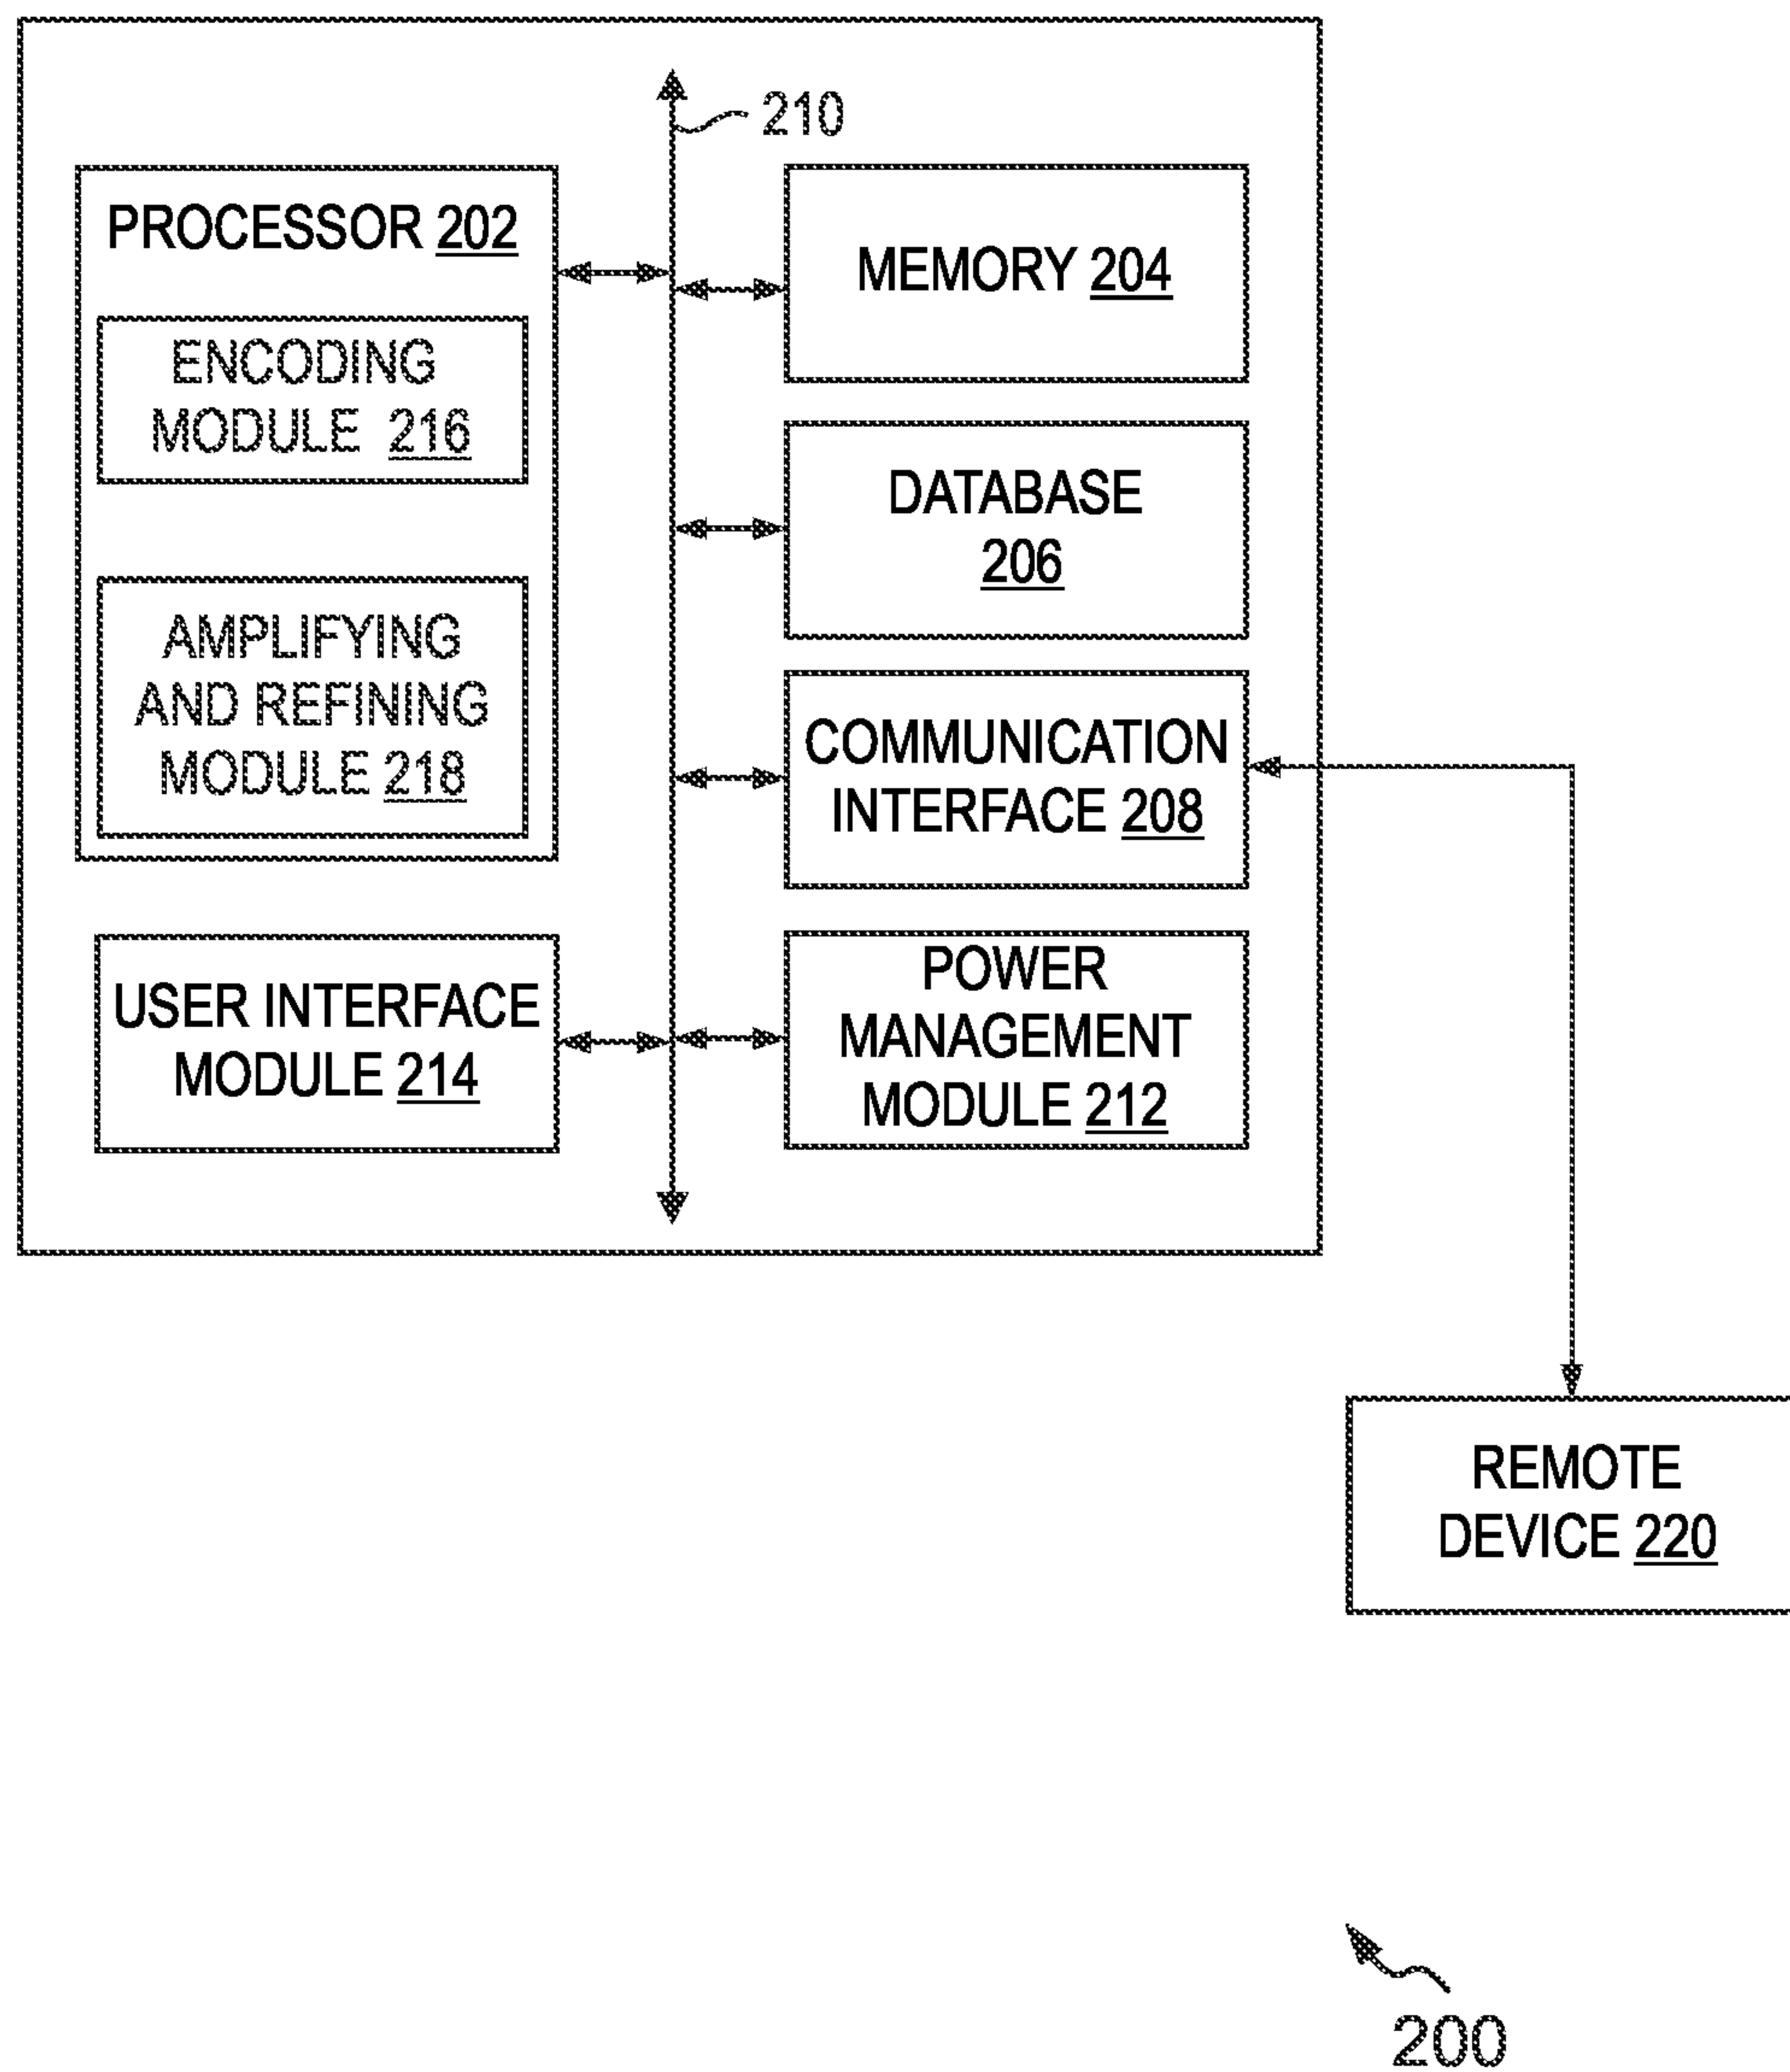 210
PROCESSOR 202
ENCODING
MODULE 216
AMPLIFYING
AND REFINING
MODULE 218
USER INTERFACE
MODULE 214
MEMORY 204
DATABASE
206
COMMUNICATION
INTERFACE 208
POWER
MANAGEMENT
MODULE 212
REMOTE
DEVICE 220
200